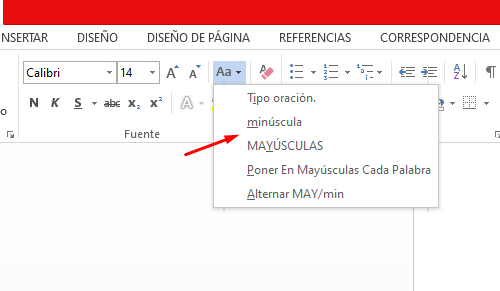 INSERTAR DISEÑO DISEÑO DE PÁGINA REFERENCIAS CORRESPONDENCIA
Calibri 14 A A Aa A
o N K S abc x₂ x² A
Fuente
Tipo oración.
minúscula
MAYÚSCULAS
Poner En Mayúsculas Cada Palabra
Alternar MAY/min